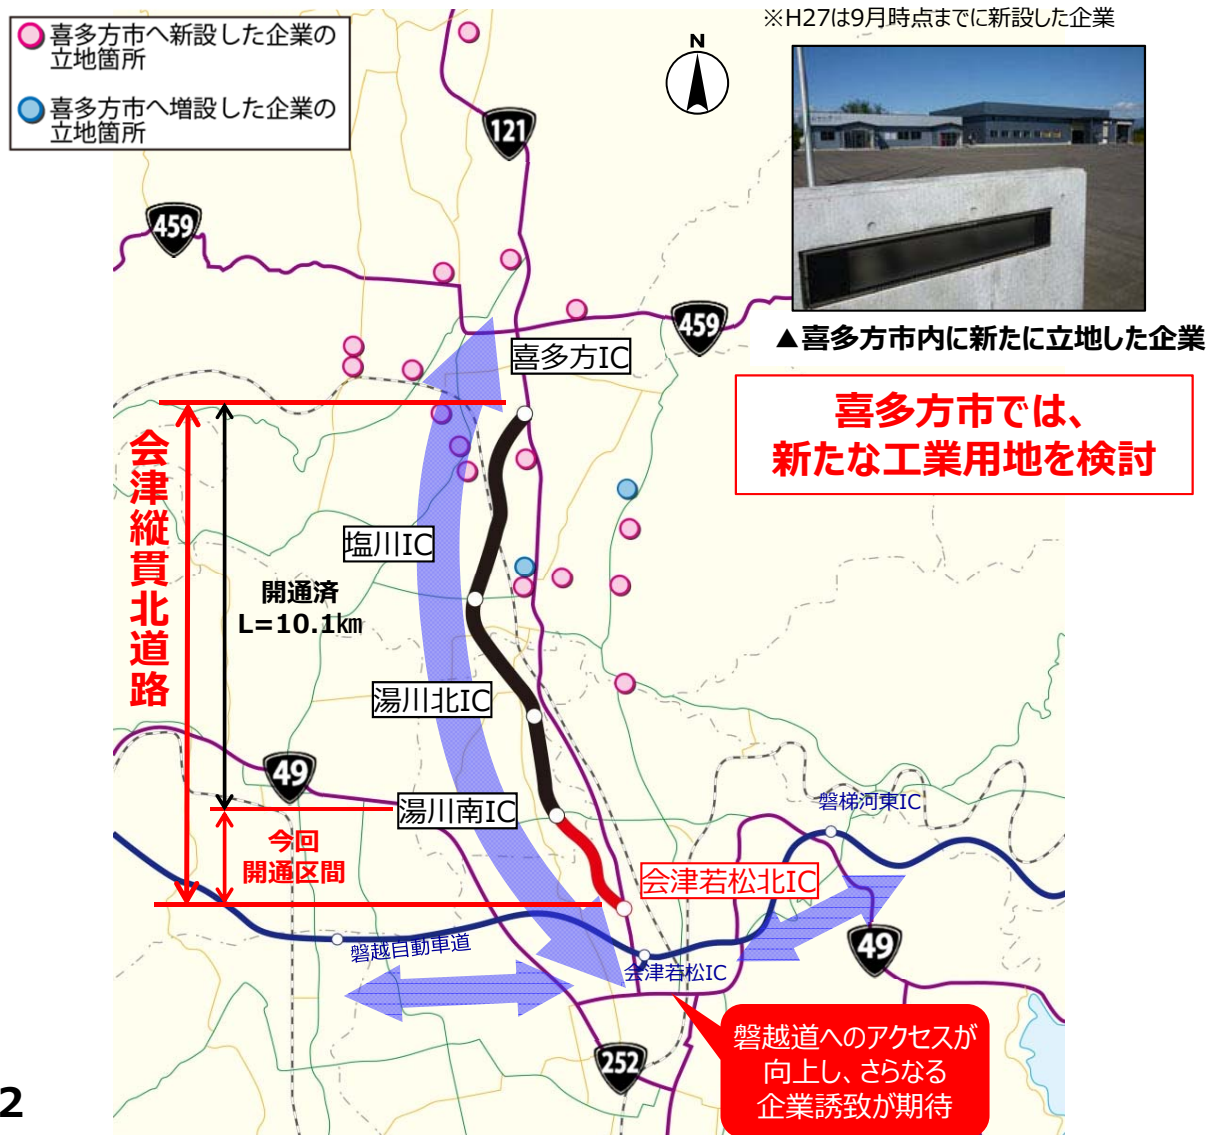 喜多方市へ新設した企業の
立地箇所
喜多方市へ増設した企業の
立地箇所
※H27は9月時点までに新設した企業
N
121
459
459
▲喜多方市内に新たに立地した企業
喜多方IC
喜多方市では、
新たな工業用地を検討
会津縦貫北道路
塩川IC
開通済
L=10.1㎞
湯川北IC
49
湯川南IC
磐梯河東IC
今回
開通区間
会津若松北IC
磐越自動車道
49
会津若松IC
252
磐越道へのアクセスが
向上し、さらなる
企業誘致が期待
2